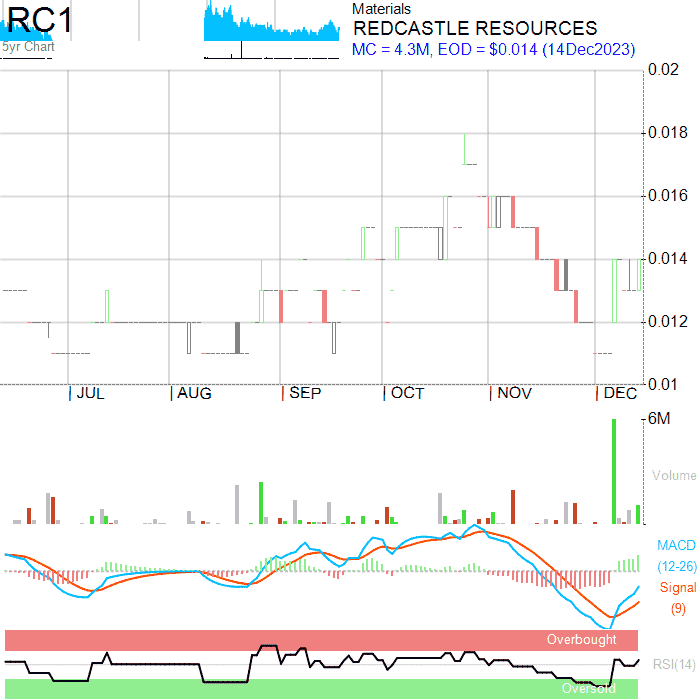 RC1
5yr Chart
Materials
REDCASTLE RESOURCES
MC = 4.3M, EOD = $0.014 (14Dec2023)
0.02
0.018
0.016
0.014
0.012
0.01
JUL AUG SEP OCT NOV DEC
6M
Volume
MACD
(12-26)
Signal
(9)
Overbought
RSI(14)
Oversold